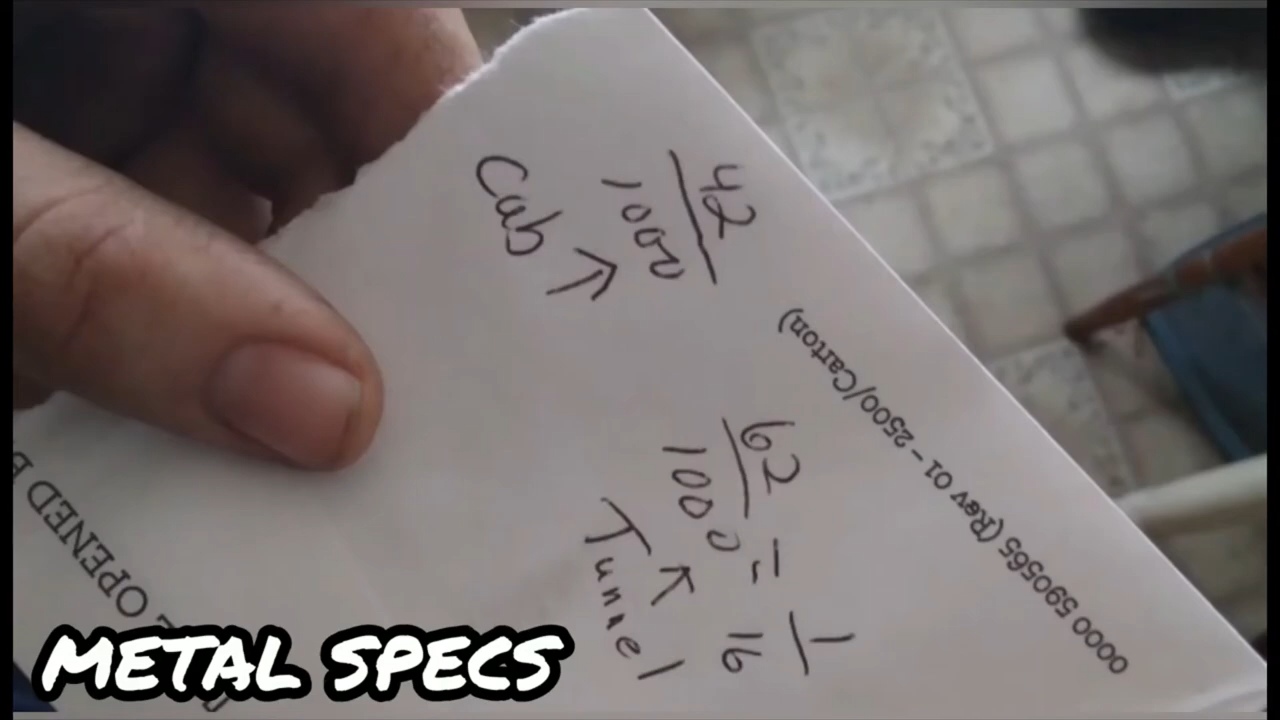 42
1000
Cab ↑
62
1000 = 1
16
Tunnel ↑
0000 590565 (Rev 01 – 2500/Carton)
OPENED
METAL SPECS